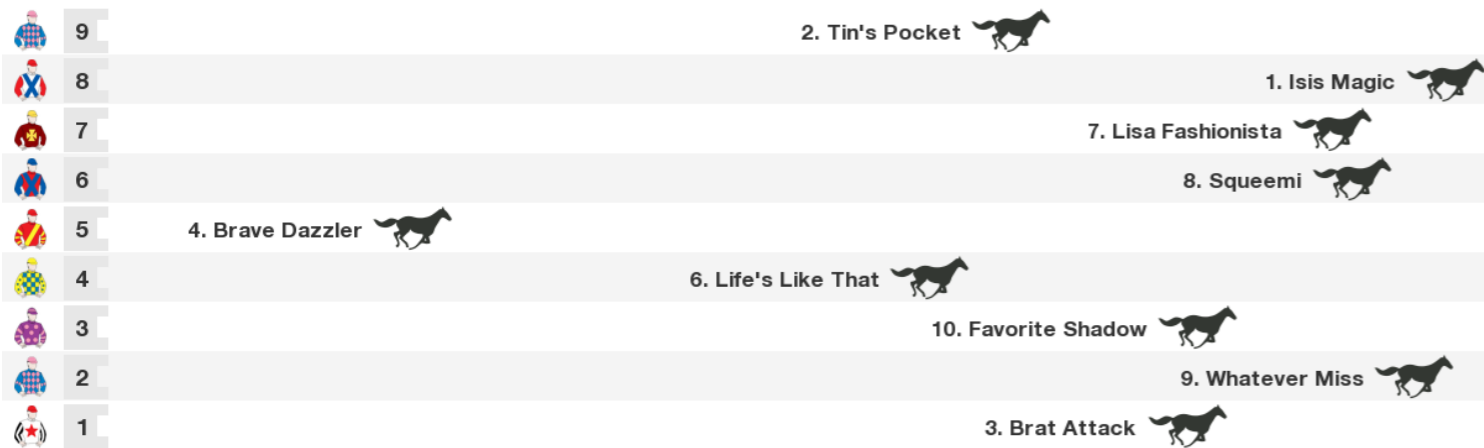 9 2. Tin's Pocket
8 1. Isis Magic
7 7. Lisa Fashionista
6 8. Squeemi
5 4. Brave Dazzler
4 6. Life's Like That
3 10. Favorite Shadow
2 9. Whatever Miss
1 3. Brat Attack